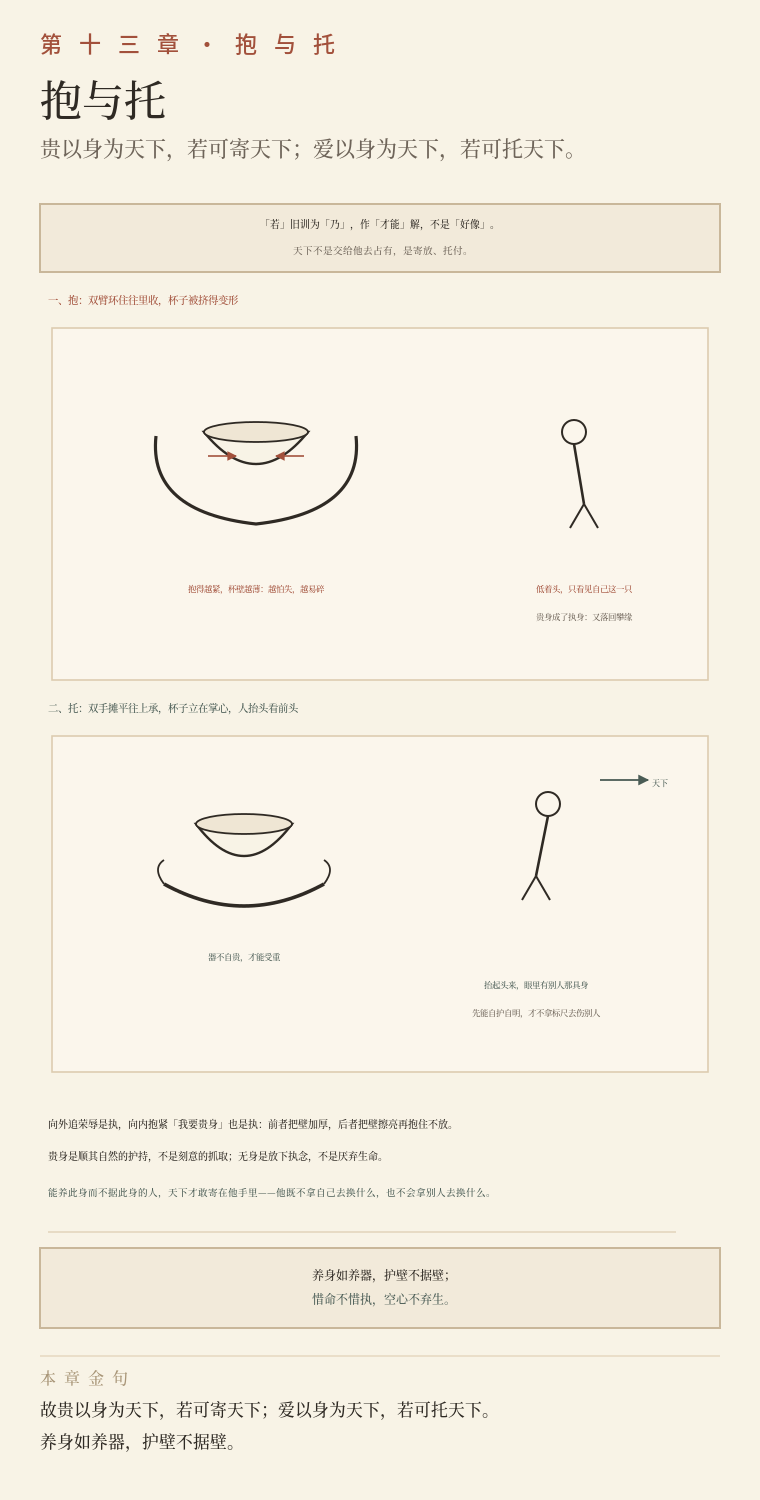 第十三章·抱与托
抱与托
贵以身为天下，若可寄天下；爱以身为天下，若可托天下。
「若」旧训为「乃」，作「才能」解，不是「好像」。
天下不是交给他去占有，是寄放、托付。
一、抱：双臂环住往里收，杯子被挤得变形
抱得越紧，杯壁越薄：越怕失，越易碎
低着头，只看见自己这一只
贵身成了执身：又落回攀缘
二、托：双手摊平往上承，杯子立在掌心，人抬头看前头
天下
器不自贵，才能受重
抬起头来，眼里有别人那具身
先能自护自明，才不拿标尺去伤别人
向外追荣辱是执，向内抱紧「我要贵身」也是执：前者把壁加厚，后者把壁擦亮再抱住不放。
贵身是顺其自然的护持，不是刻意的抓取；无身是放下执念，不是厌弃生命。
能养此身而不据此身的人，天下才敢寄在他手里——他既不拿自己去换什么，也不会拿别人去换什么。
养身如养器，护壁不据壁；
惜命不惜执，空心不弃生。
本章金句
故贵以身为天下，若可寄天下；爱以身为天下，若可托天下。
养身如养器，护壁不据壁。